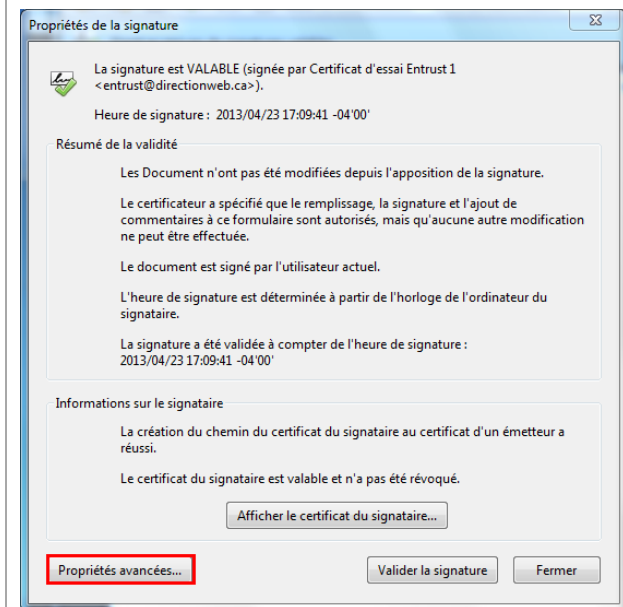 Propriétés de la signature
La signature est VALABLE (signée par Certificat d'essai Entrust 1
<entrust@directionweb.ca>).
Heure de signature : 2013/04/23 17:09:41 -04'00'
Résumé de la validité
Les Document n'ont pas été modifiées depuis l'apposition de la signature.
Le certificateur a spécifié que le remplissage, la signature et l'ajout de
commentaires à ce formulaire sont autorisés, mais qu'aucune autre modification
ne peut être effectuée.
Le document est signé par l'utilisateur actuel.
L'heure de signature est déterminée à partir de l'horloge de l'ordinateur du
signataire.
La signature a été validée à compter de l'heure de signature :
2013/04/23 17:09:41 -04'00'
Informations sur le signataire
La création du chemin du certificat du signataire au certificat d'un émetteur a
réussi.
Le certificat du signataire est valable et n'a pas été révoqué.
Afficher le certificat du signataire...
Propriétés avancées...
Valider la signature
Fermer